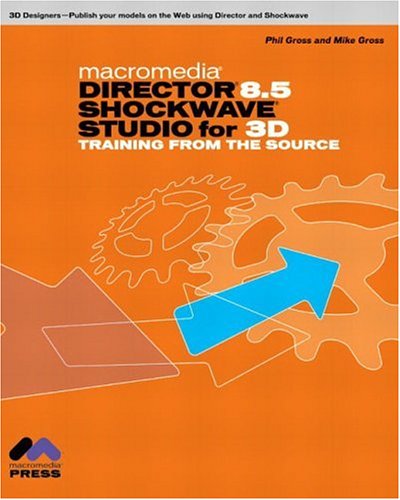 3D Designers—Publish your models on the Web using Director and Shockwave
Phil Gross and Mike Gross
macromedia®
DIRECTOR® 8.5
SHOCKWAVE®
STUDIO for 3D
TRAINING FROM THE SOURCE
macromedia®
PRESS